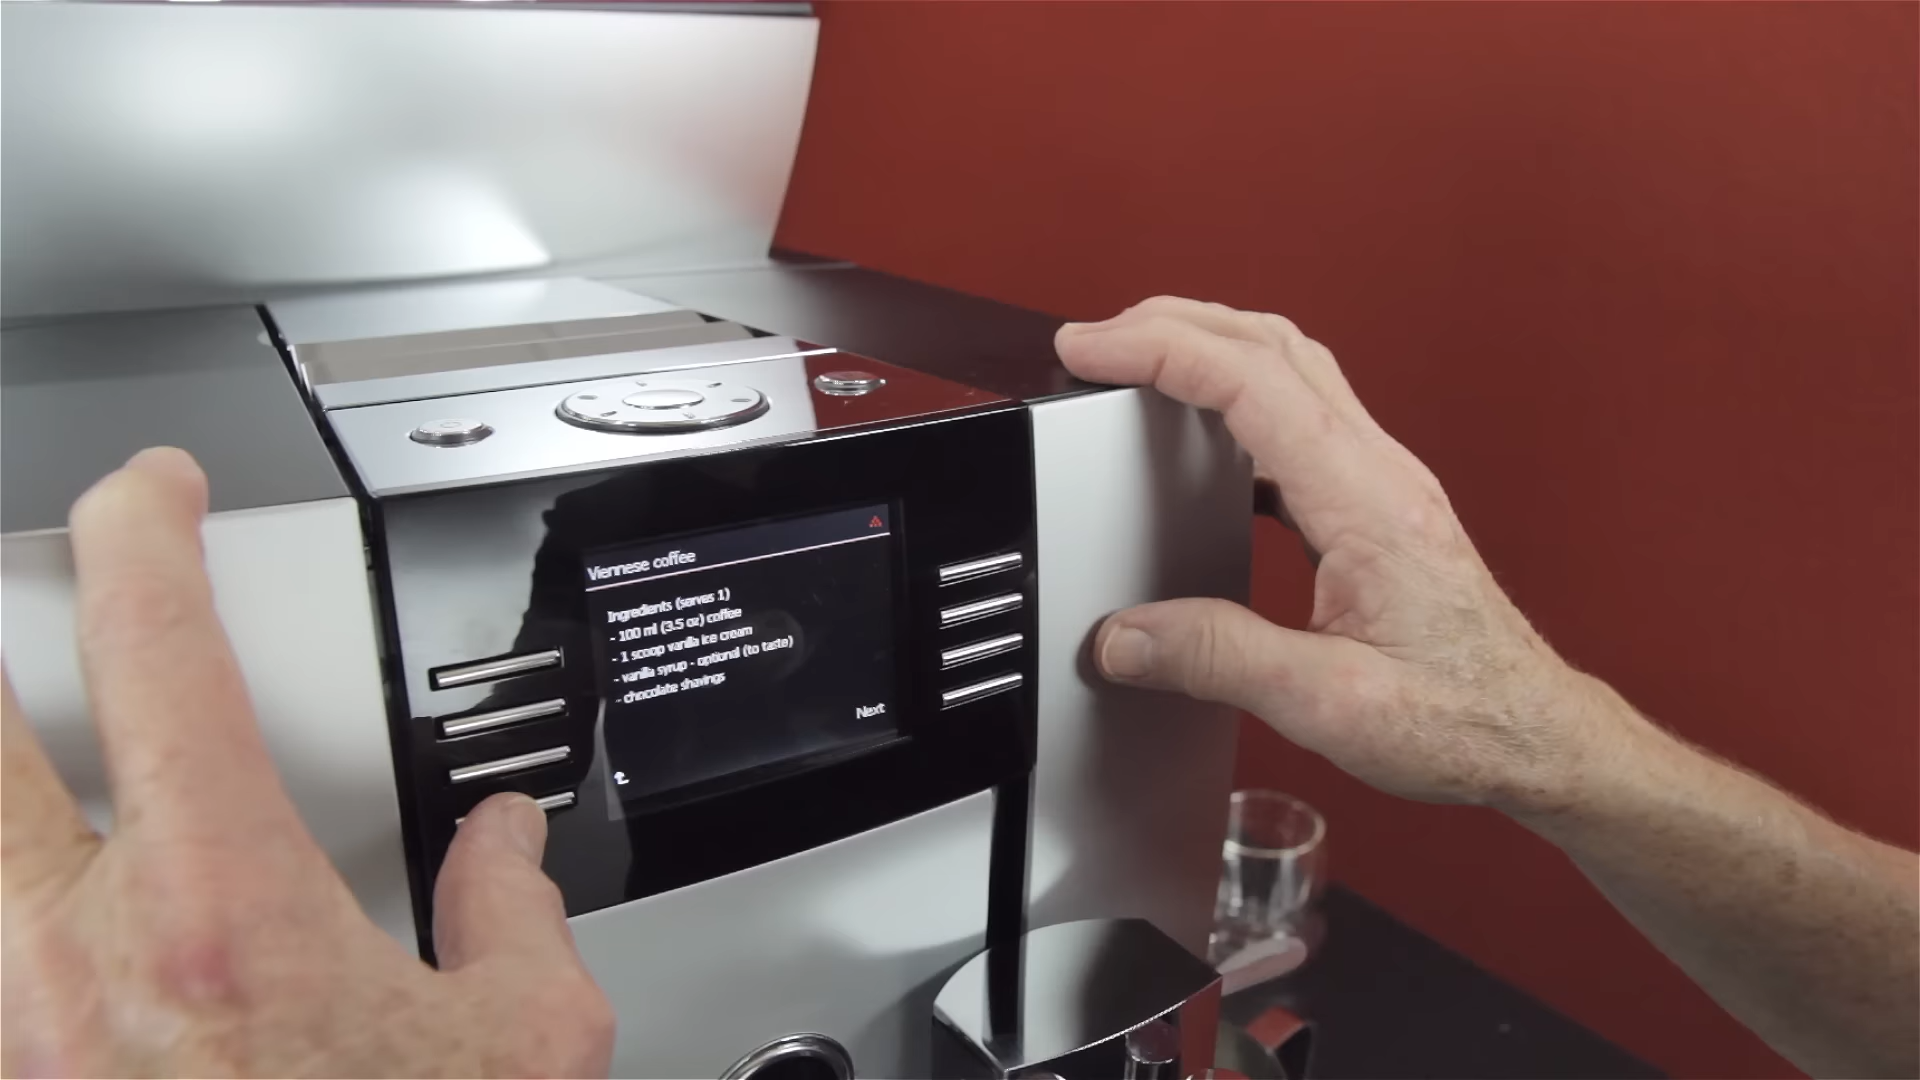 Viennese coffee
Ingredients (serves 1)
- 100 ml (3.5 oz) coffee
- 1 scoop vanilla ice cream
- vanilla syrup - optional (to taste)
- chocolate shavings
Next